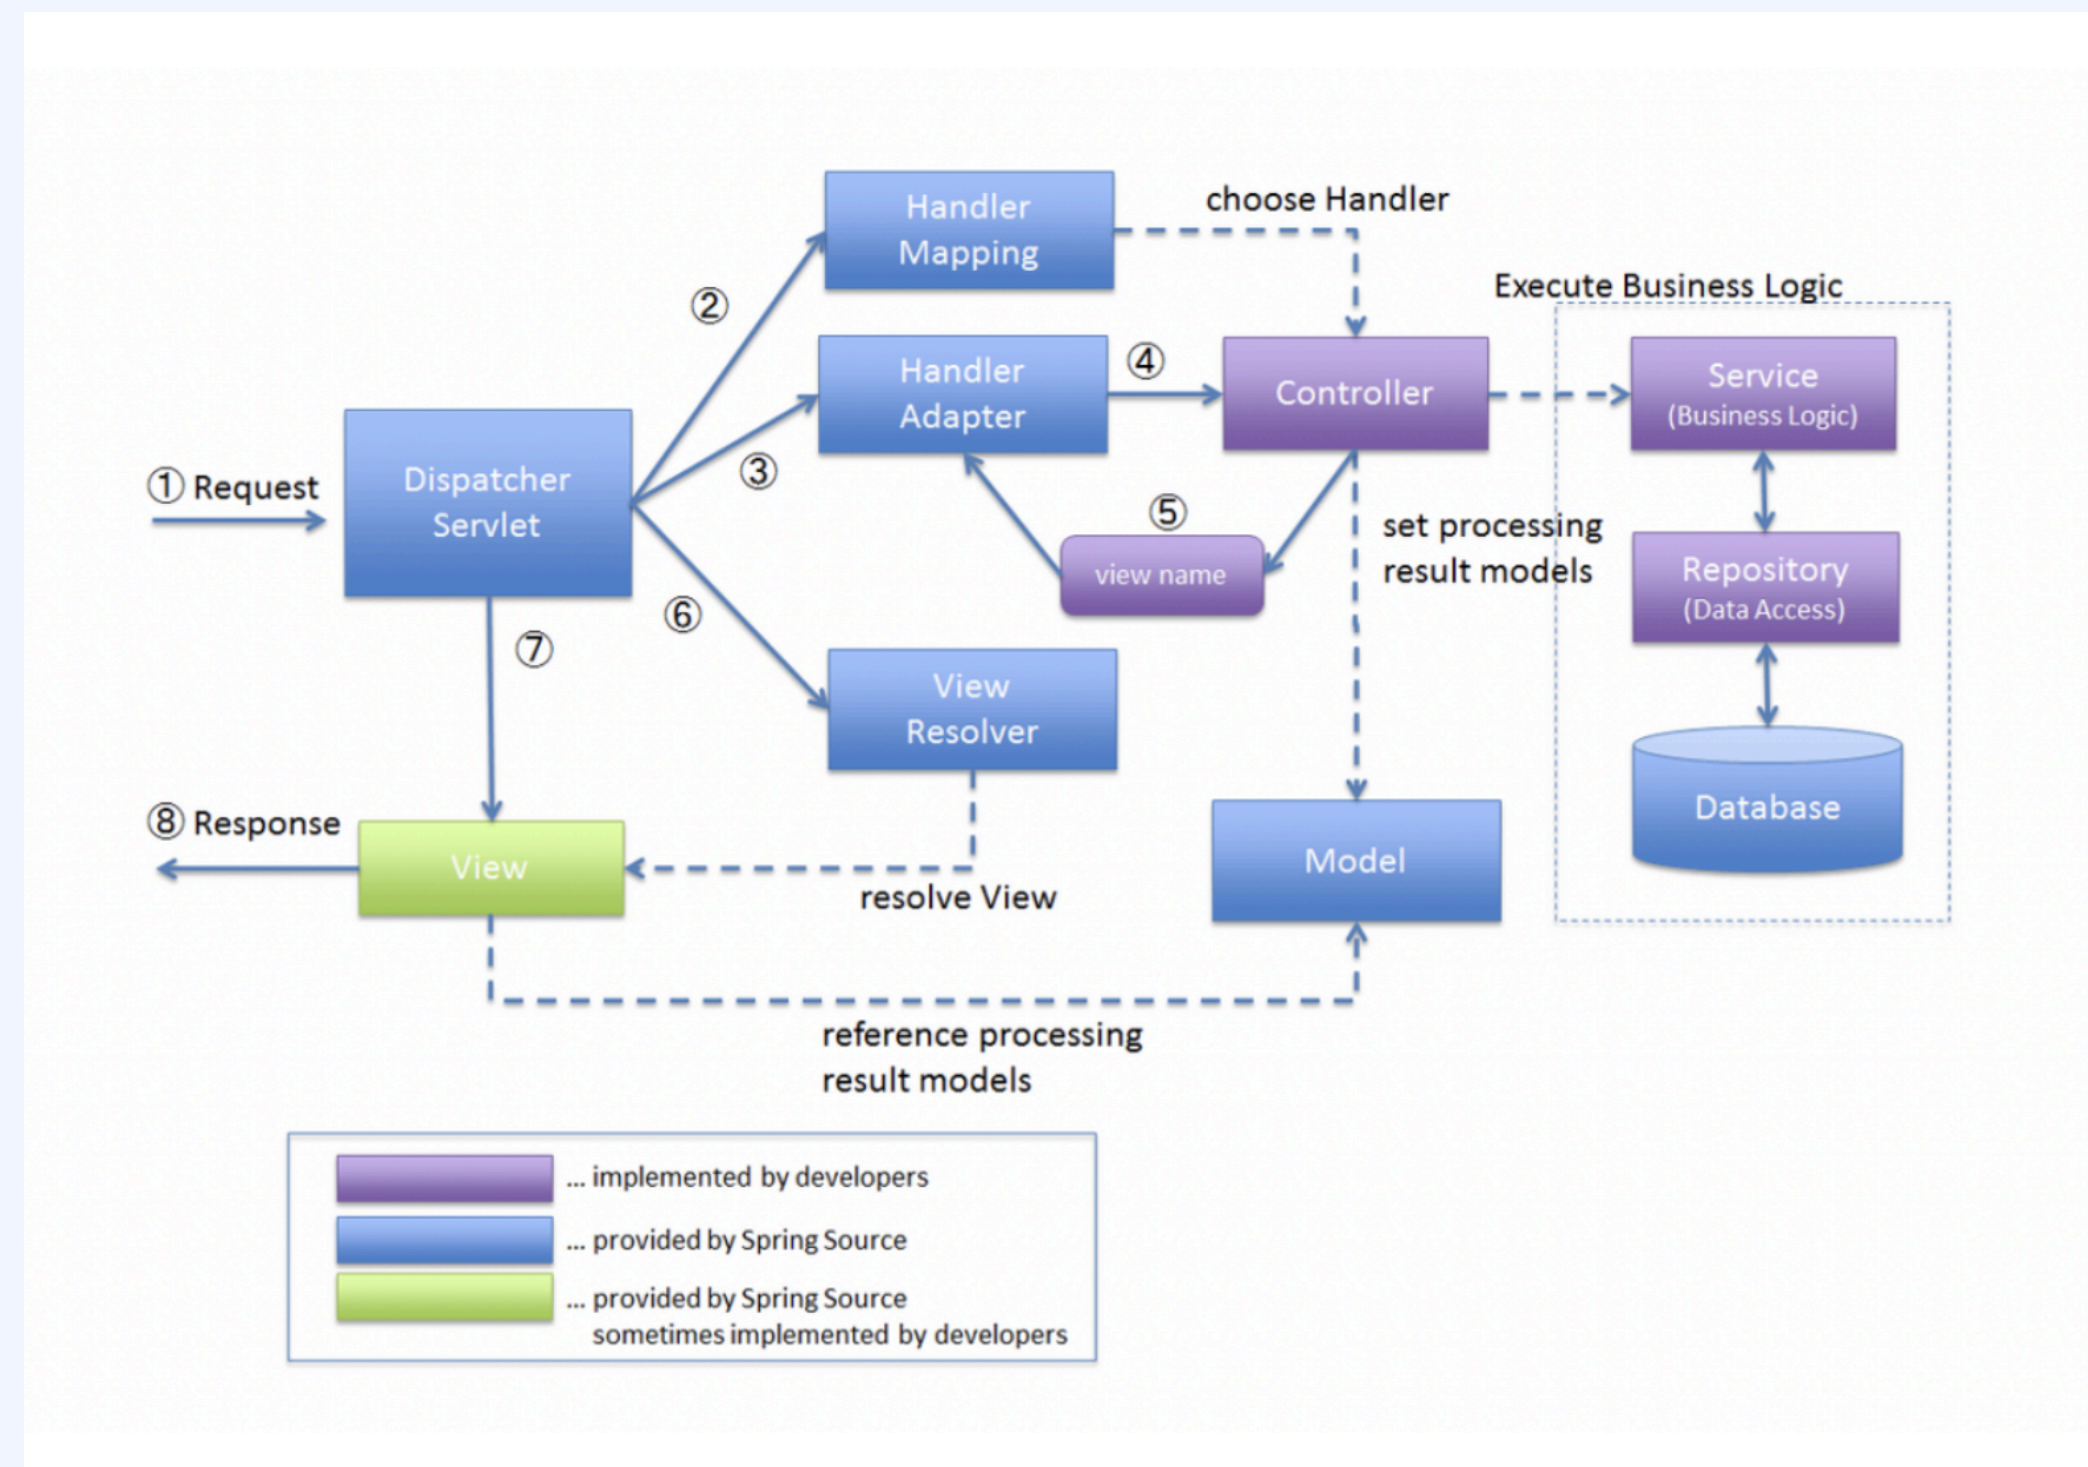 Handler
Mapping
choose Handler
②
Execute Business Logic
Handler
Adapter
④
Controller
Service
(Business Logic)
③
① Request
Dispatcher
Servlet
⑤
view name
set processing
result models
Repository
(Data Access)
⑥
⑦
View
Resolver
⑧ Response
View
resolve View
Model
Database
reference processing
result models
... implemented by developers
... provided by Spring Source
... provided by Spring Source
sometimes implemented by developers